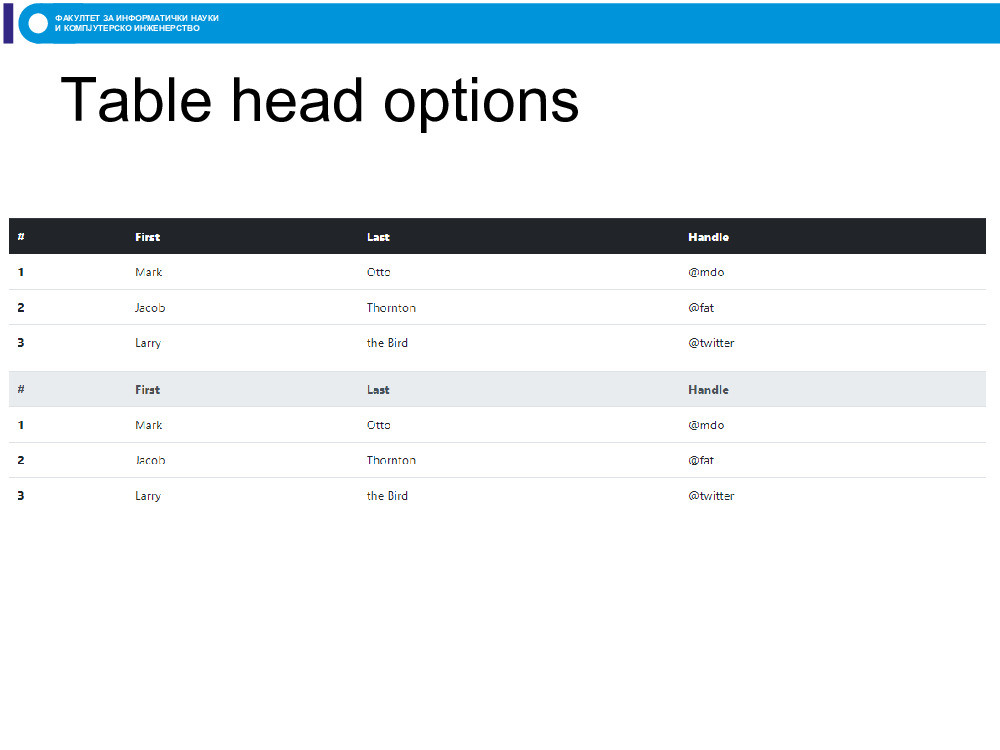 ФАКУЛТЕТ ЗА ИНФОРМАТИЧКИ НАУКИ
И КОМПЈУТЕРСКО ИНЖЕНЕРСТВО
Table head options
# First Last Handle
1 Mark Otto @mdo
2 Jacob Thornton @fat
3 Larry the Bird @twitter
# First Last Handle
1 Mark Otto @mdo
2 Jacob Thornton @fat
3 Larry the Bird @twitter